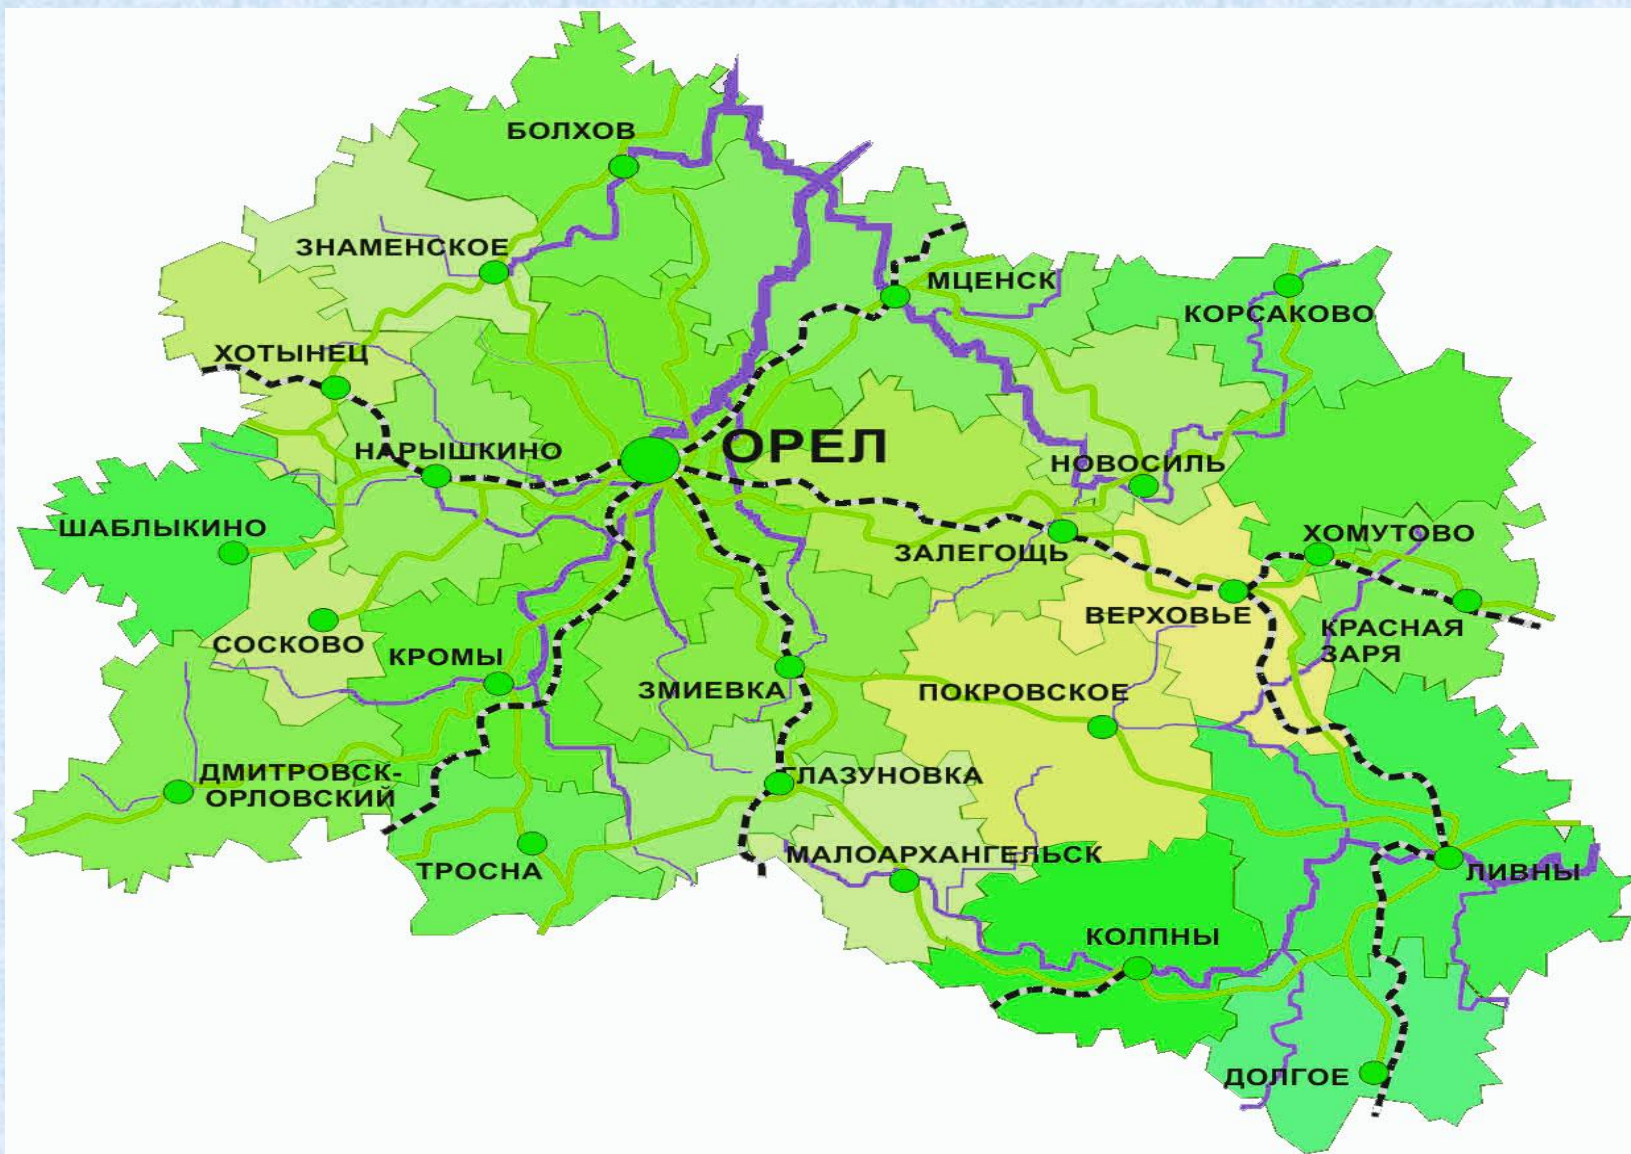 БОЛХОВ
ЗНАМЕНСКОЕ
МЦЕНСК
КОРСАКОВО
ХОТЫНЕЦ
НАРЫШКИНО
ОРЕЛ
НОВОСИЛЬ
ШАБЛЫКИНО
ЗАЛЕГОЩЬ
ХОМУТОВО
ВЕРХОВЬЕ
КРАСНАЯ
ЗАРЯ
СОСКОВО
КРОМЫ
ЗМИЕВКА
ПОКРОВСКОЕ
ДМИТРОВСК-
ОРЛОВСКИЙ
ГЛАЗУНОВКА
ТРОСНА
МАЛОАРХАНГЕЛЬСК
ЛИВНЫ
КОЛПНЫ
ДОЛГОЕ